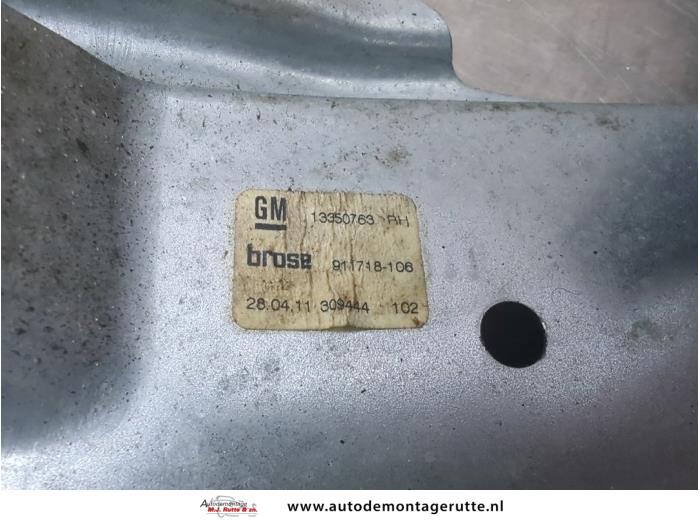 GM 13350763 RH
brose 911718-106
28.04.11 309444 102
Autodemontage
M.J. Rutte & zn.
www.autodemontagerutte.nl